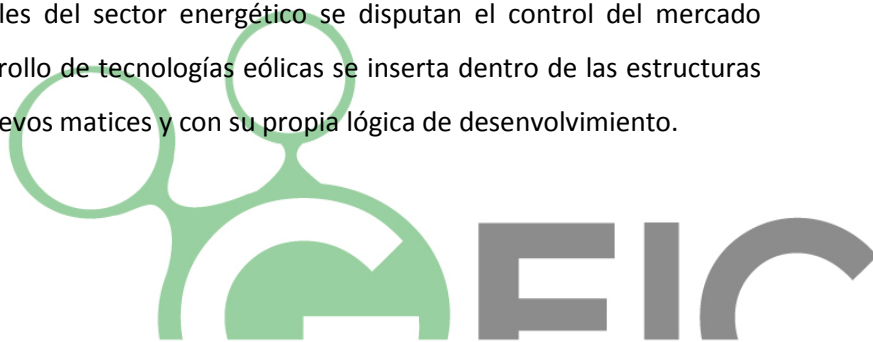 les del sector energético se disputan el control del mercado
rollo de tecnologías eólicas se inserta dentro de las estructuras
evos matices y con su propia lógica de desenvolvimiento.
GEIC